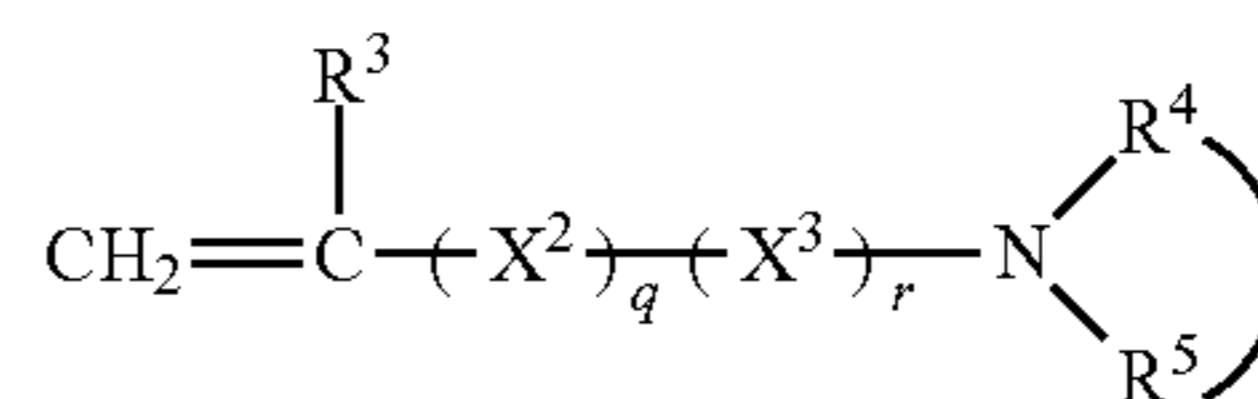 R³
R⁴
CH₂=C-(X²)q-(X³)r-N
R⁵